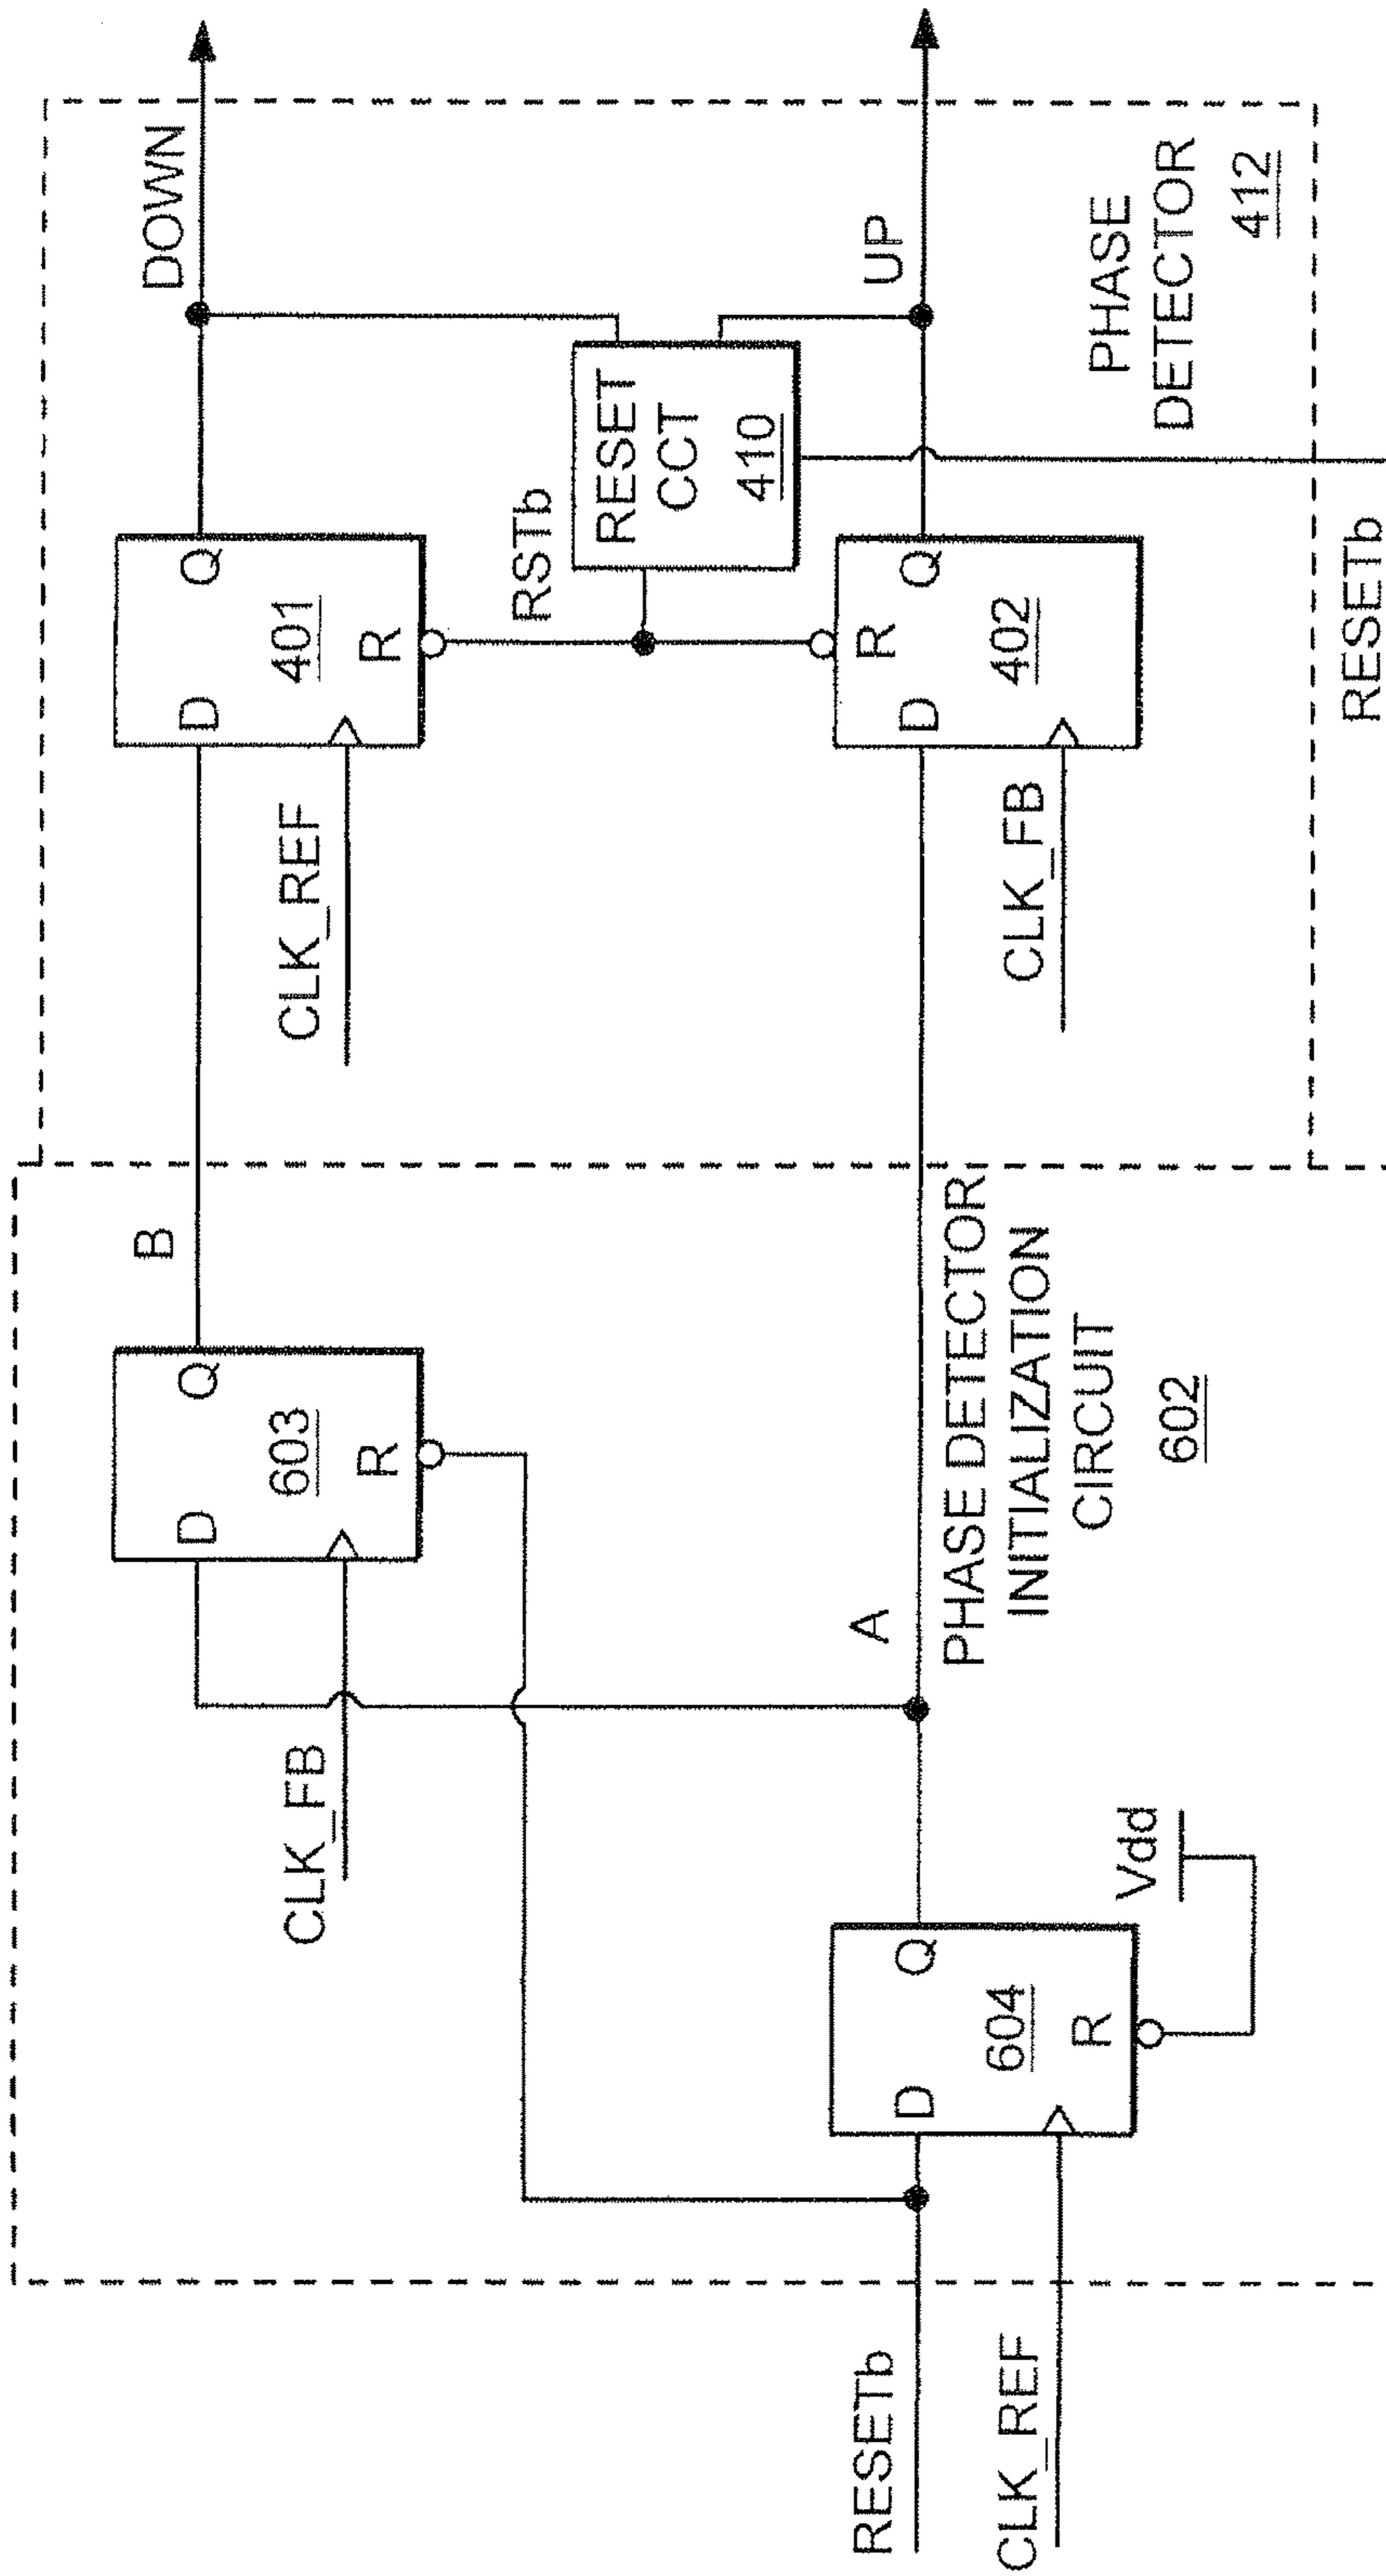 DOWN
B
D
Q
603
R
CLK_FB
D
Q
401
R
CLK_REF
RSTb
RESET
CCT
410
UP
A
RESETb
D
Q
604
R
CLK_REF
Vdd
D
Q
R
402
CLK_FB
PHASE DETECTOR
INITIALIZATION
CIRCUIT
602
PHASE
DETECTOR
412
RESETb